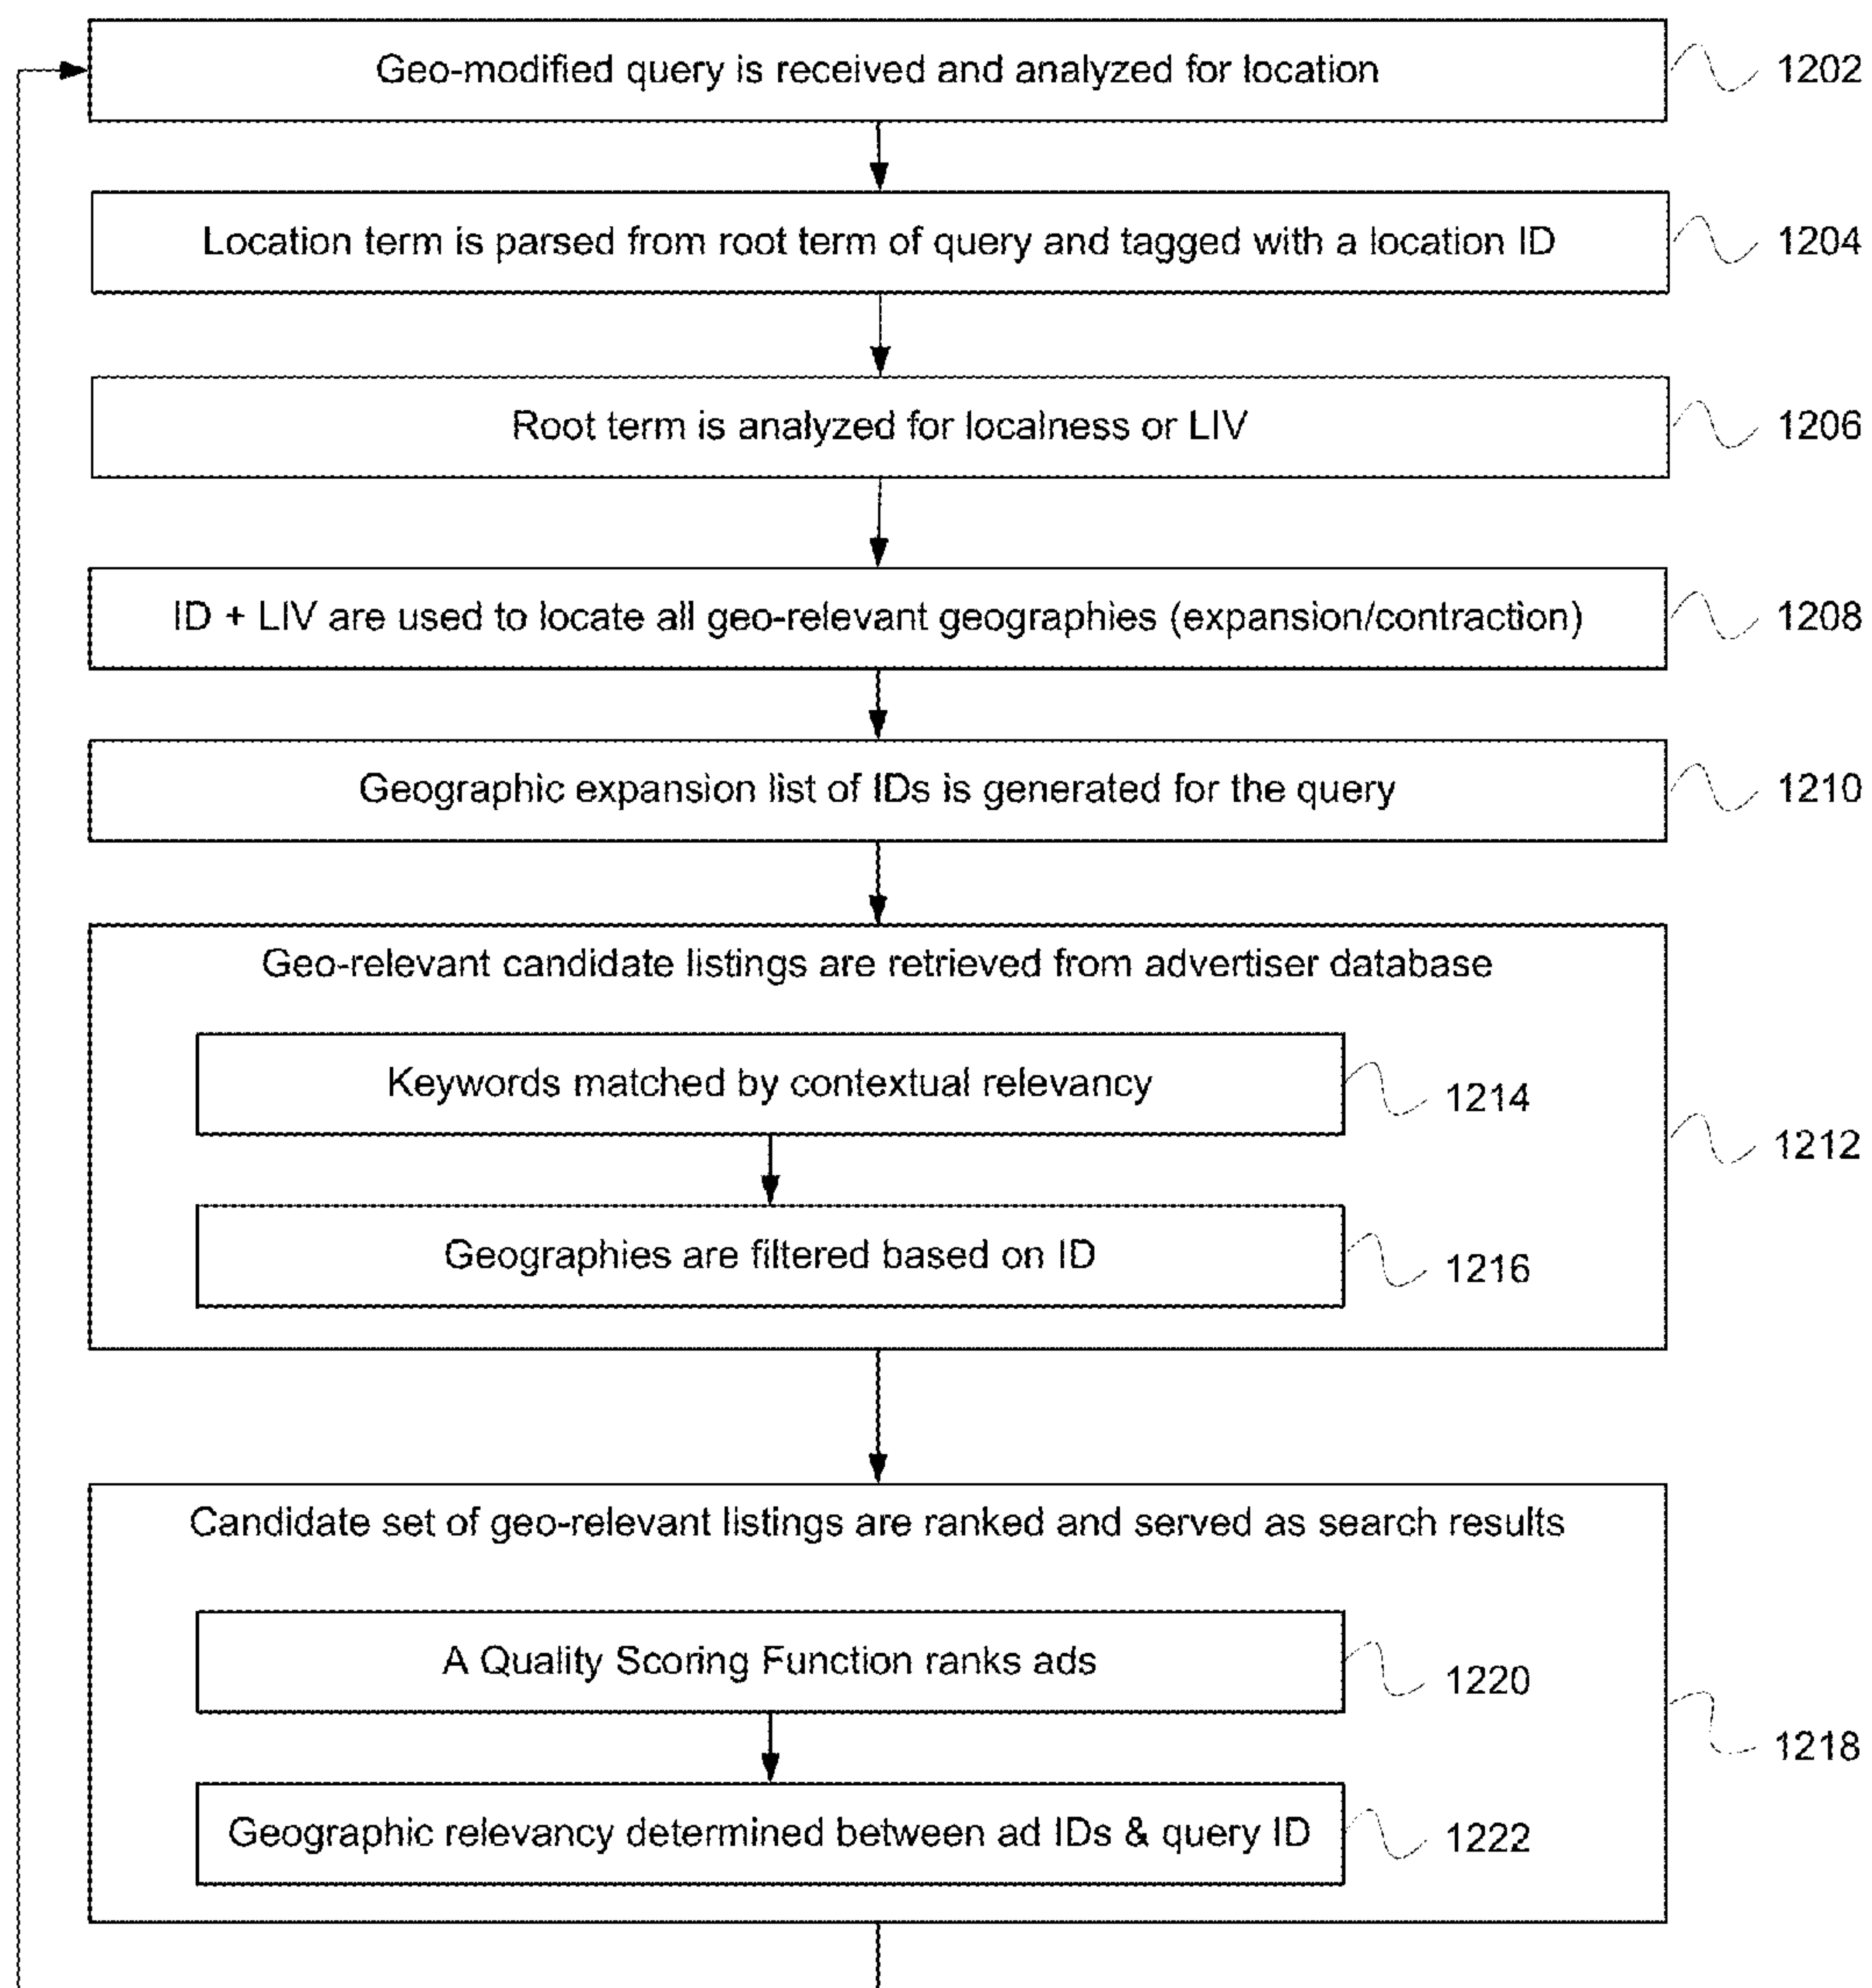 Geo-modified query is received and analyzed for location
1202
Location term is parsed from root term of query and tagged with a location ID
1204
Root term is analyzed for localness or LIV
1206
ID + LIV are used to locate all geo-relevant geographies (expansion/contraction)
1208
Geographic expansion list of IDs is generated for the query
1210
Geo-relevant candidate listings are retrieved from advertiser database
Keywords matched by contextual relevancy
1214
1212
Geographies are filtered based on ID
1216
Candidate set of geo-relevant listings are ranked and served as search results
A Quality Scoring Function ranks ads
1220
1218
Geographic relevancy determined between ad IDs & query ID
1222